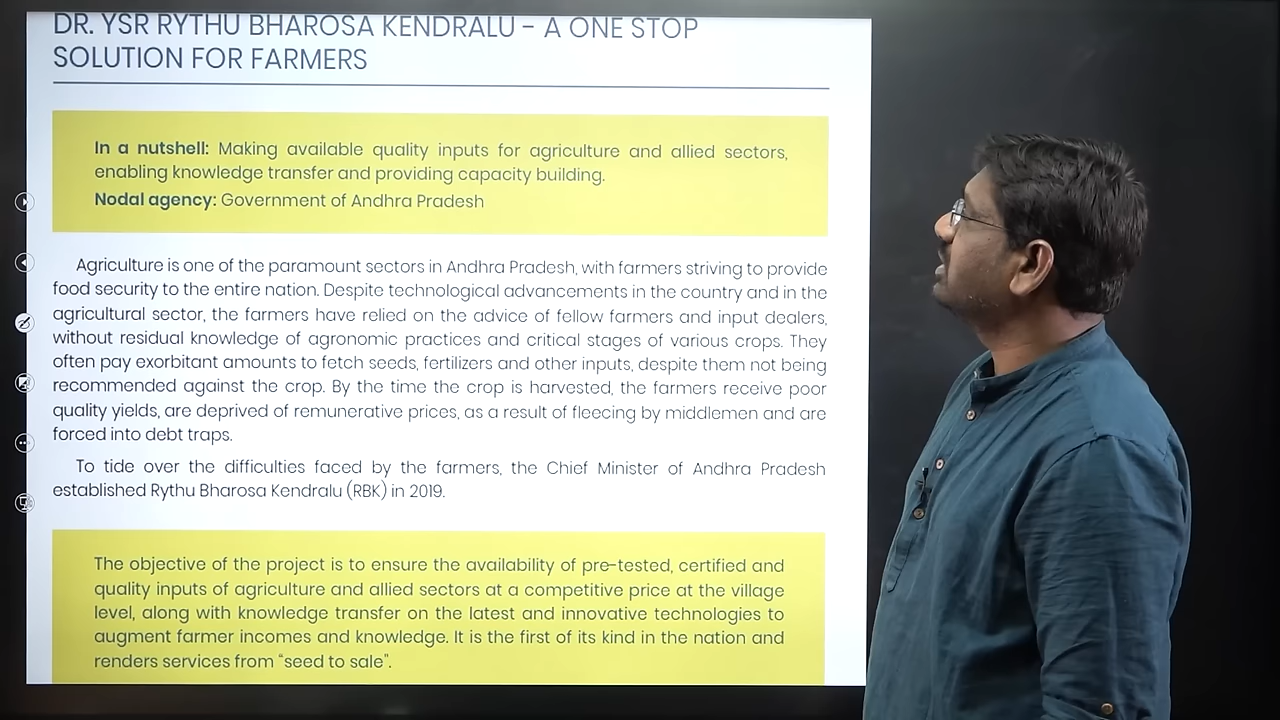 DR. YSR RYTHU BHAROSA KENDRALU - A ONE STOP
SOLUTION FOR FARMERS
In a nutshell: Making available quality inputs for agriculture and allied sectors,
enabling knowledge transfer and providing capacity building.
Nodal agency: Government of Andhra Pradesh
Agriculture is one of the paramount sectors in Andhra Pradesh, with farmers striving to provide
food security to the entire nation. Despite technological advancements in the country and in the
agricultural sector, the farmers have relied on the advice of fellow farmers and input dealers,
without residual knowledge of agronomic practices and critical stages of various crops. They
often pay exorbitant amounts to fetch seeds, fertilizers and other inputs, despite them not being
recommended against the crop. By the time the crop is harvested, the farmers receive poor
quality yields, are deprived of remunerative prices, as a result of fleecing by middlemen and are
forced into debt traps.
To tide over the difficulties faced by the farmers, the Chief Minister of Andhra Pradesh
established Rythu Bharosa Kendralu (RBK) in 2019.
The objective of the project is to ensure the availability of pre-tested, certified and
quality inputs of agriculture and allied sectors at a competitive price at the village
level, along with knowledge transfer on the latest and innovative technologies to
augment farmer incomes and knowledge. It is the first of its kind in the nation and
renders services from "seed to sale".